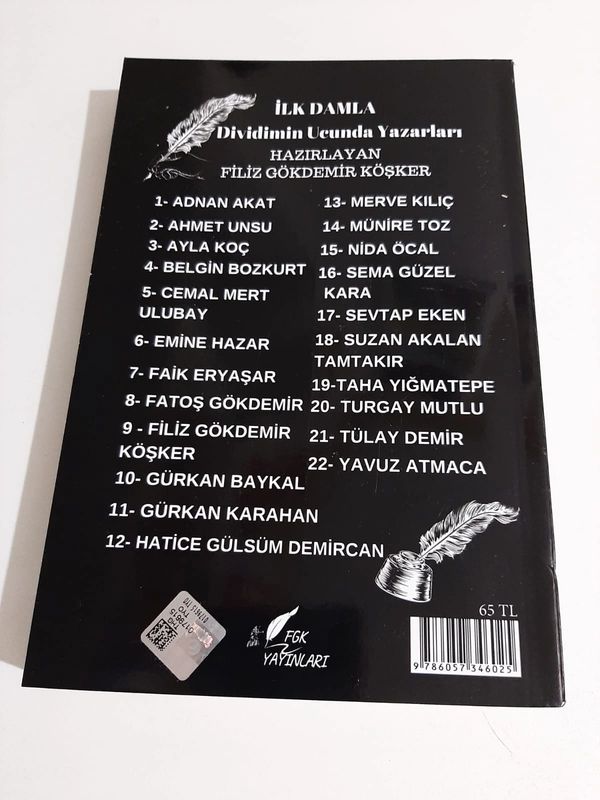 İLK DAMLA
Dividimin Ucunda Yazarları
HAZIRLAYAN
FİLİZ GÖKDEMİR KÖŞKER
1- ADNAN AKAT
2- AHMET UNSU
3- AYLA KOÇ
4- BELGİN BOZKURT
5- CEMAL MERT
ULUBAY
6- EMİNE HAZAR
7- FAİK ERYAŞAR
8- FATOŞ GÖKDEMİR
9 - FİLİZ GÖKDEMİR
KÖŞKER
10- GÜRKAN BAYKAL
11- GÜRKAN KARAHAN
12- HATİCE GÜLSÜM DEMİRCAN
13- MERVE KILIÇ
14- MÜNİRE TOZ
15- NİDA ÖCAL
16- SEMA GÜZEL
KARA
17- SEVTAP EKEN
18- SUZAN AKALAN
TAMTAKIR
19-TAHA YIĞMATEPE
20- TURGAY MUTLU
21- TÜLAY DEMİR
22- YAVUZ ATMACA
FGK
YAYINLARI
65 TL
9 786057 346025